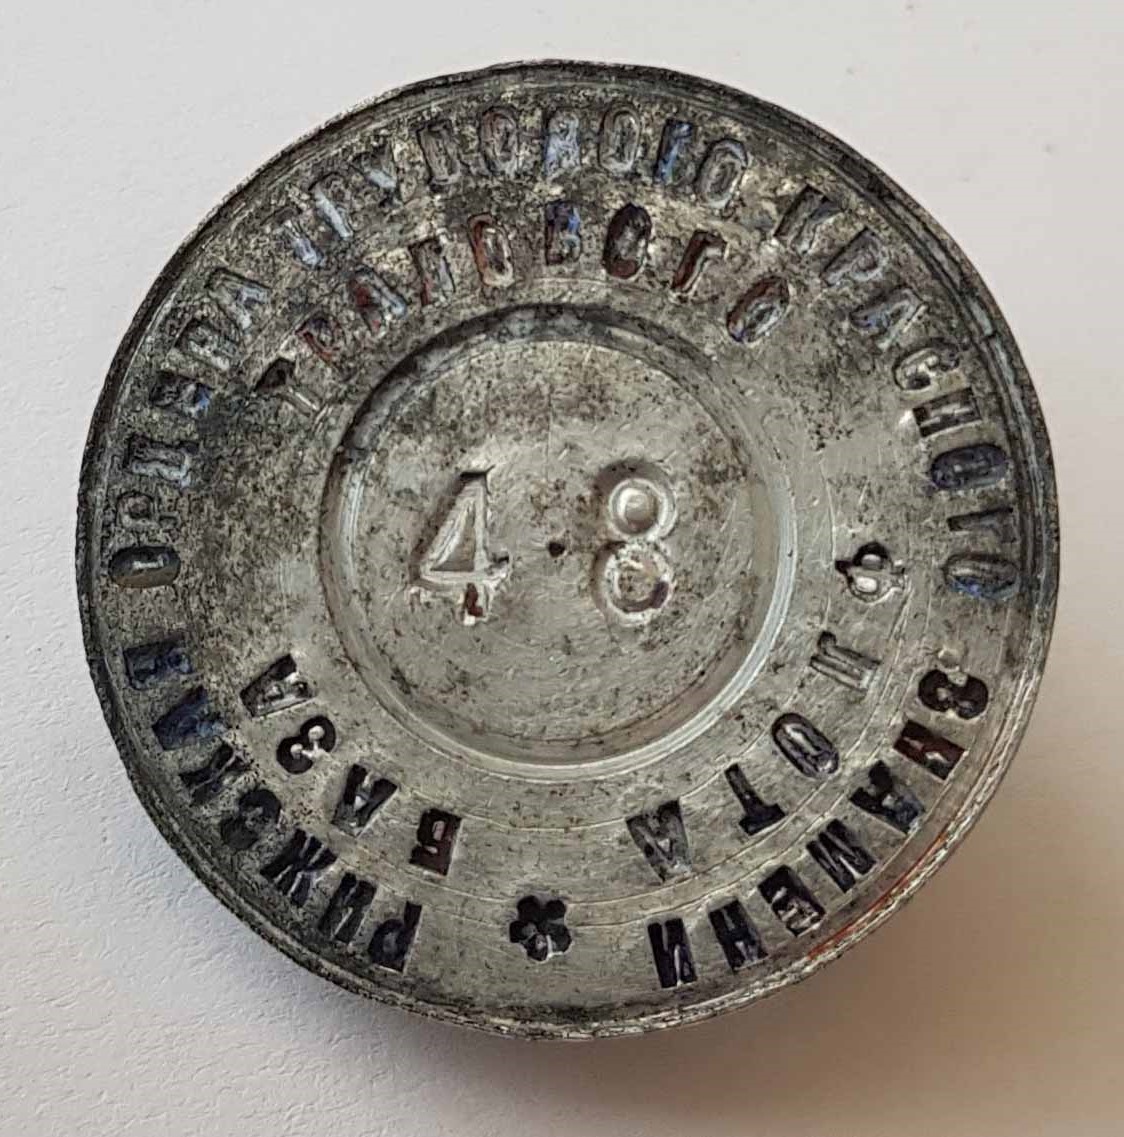 РИЖСКАЯ ОРДЕНА ТРУДОВОГО КРАСНОГО ЗНАМЕНИ
БАЗА ТРАЛОВОГО ФЛОТА
48